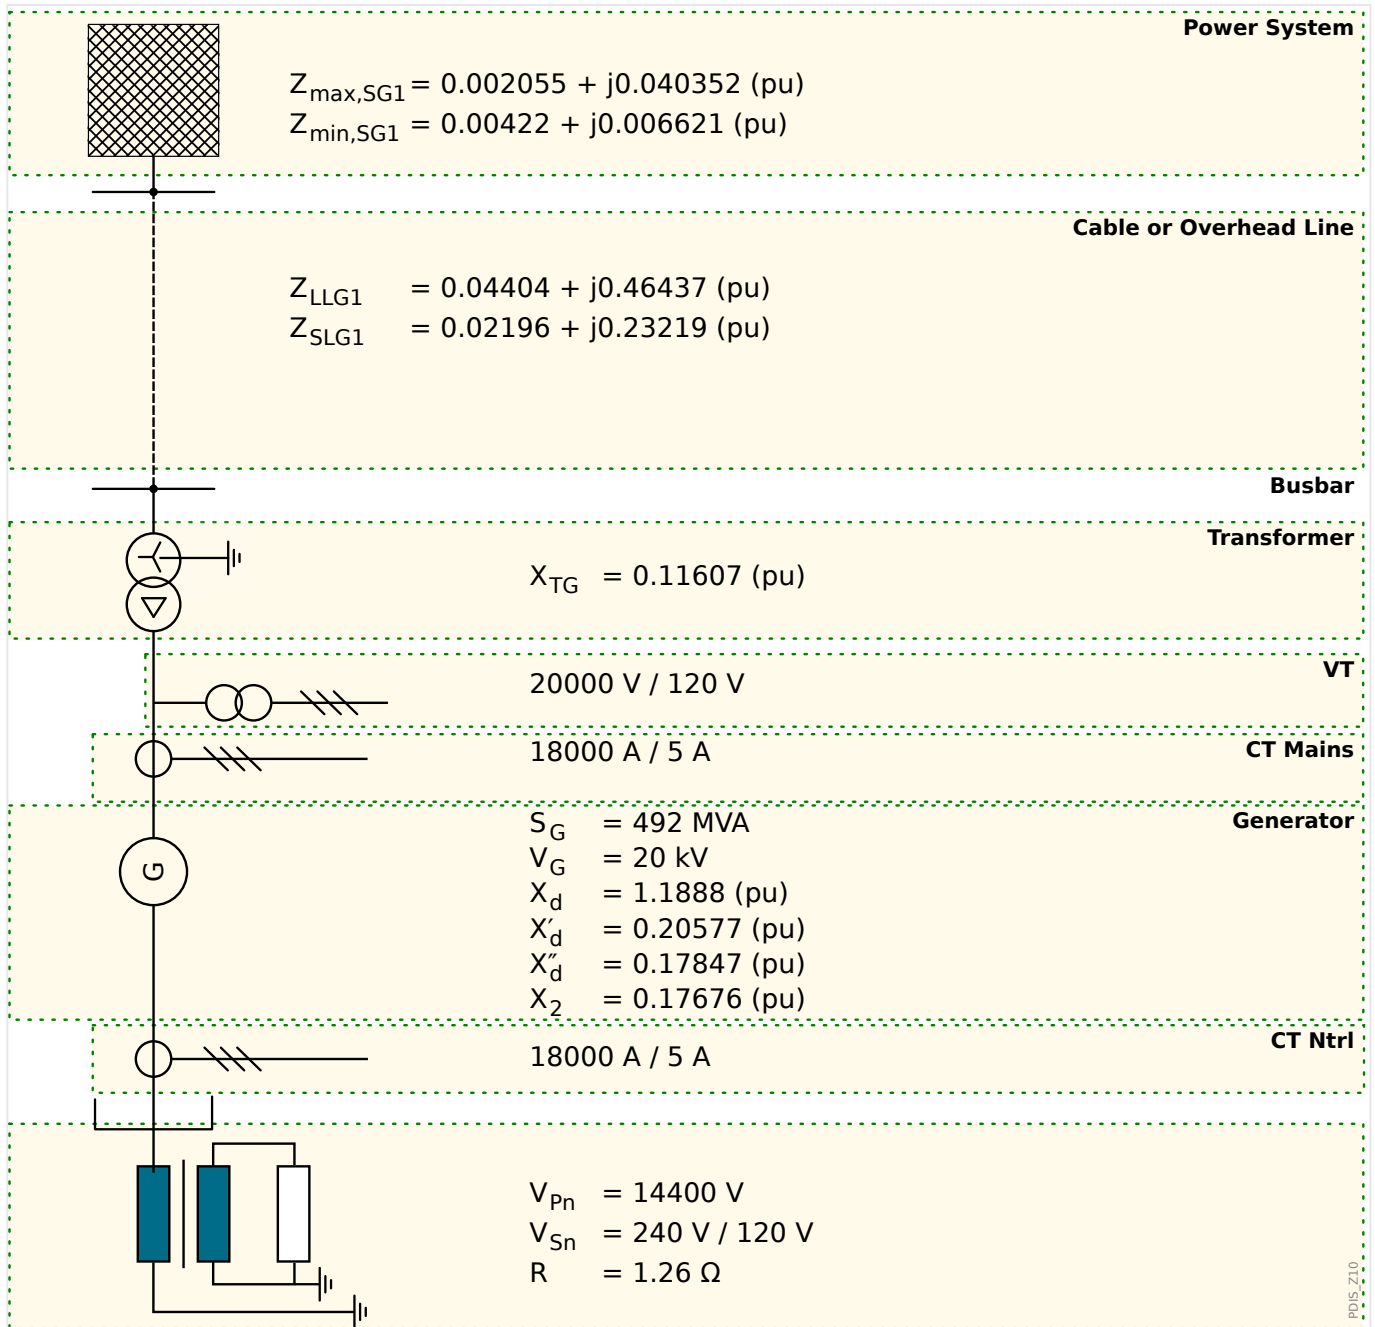 Power System
Zmax,SG1 = 0.002055 + j0.040352 (pu)
Zmin,SG1 = 0.00422 + j0.006621 (pu)
Cable or Overhead Line
ZLLG1 = 0.04404 + j0.46437 (pu)
ZSLG1 = 0.02196 + j0.23219 (pu)
Busbar
Transformer
XTG = 0.11607 (pu)
VT
20000 V / 120 V
CT Mains
18000 A / 5 A
Generator
SG = 492 MVA
VG = 20 kV
Xd = 1.1888 (pu)
X′d = 0.20577 (pu)
X″d = 0.17847 (pu)
X2 = 0.17676 (pu)
G
CT Ntrl
18000 A / 5 A
VPn = 14400 V
VSn = 240 V / 120 V
R = 1.26 Ω
PDIS_Z10